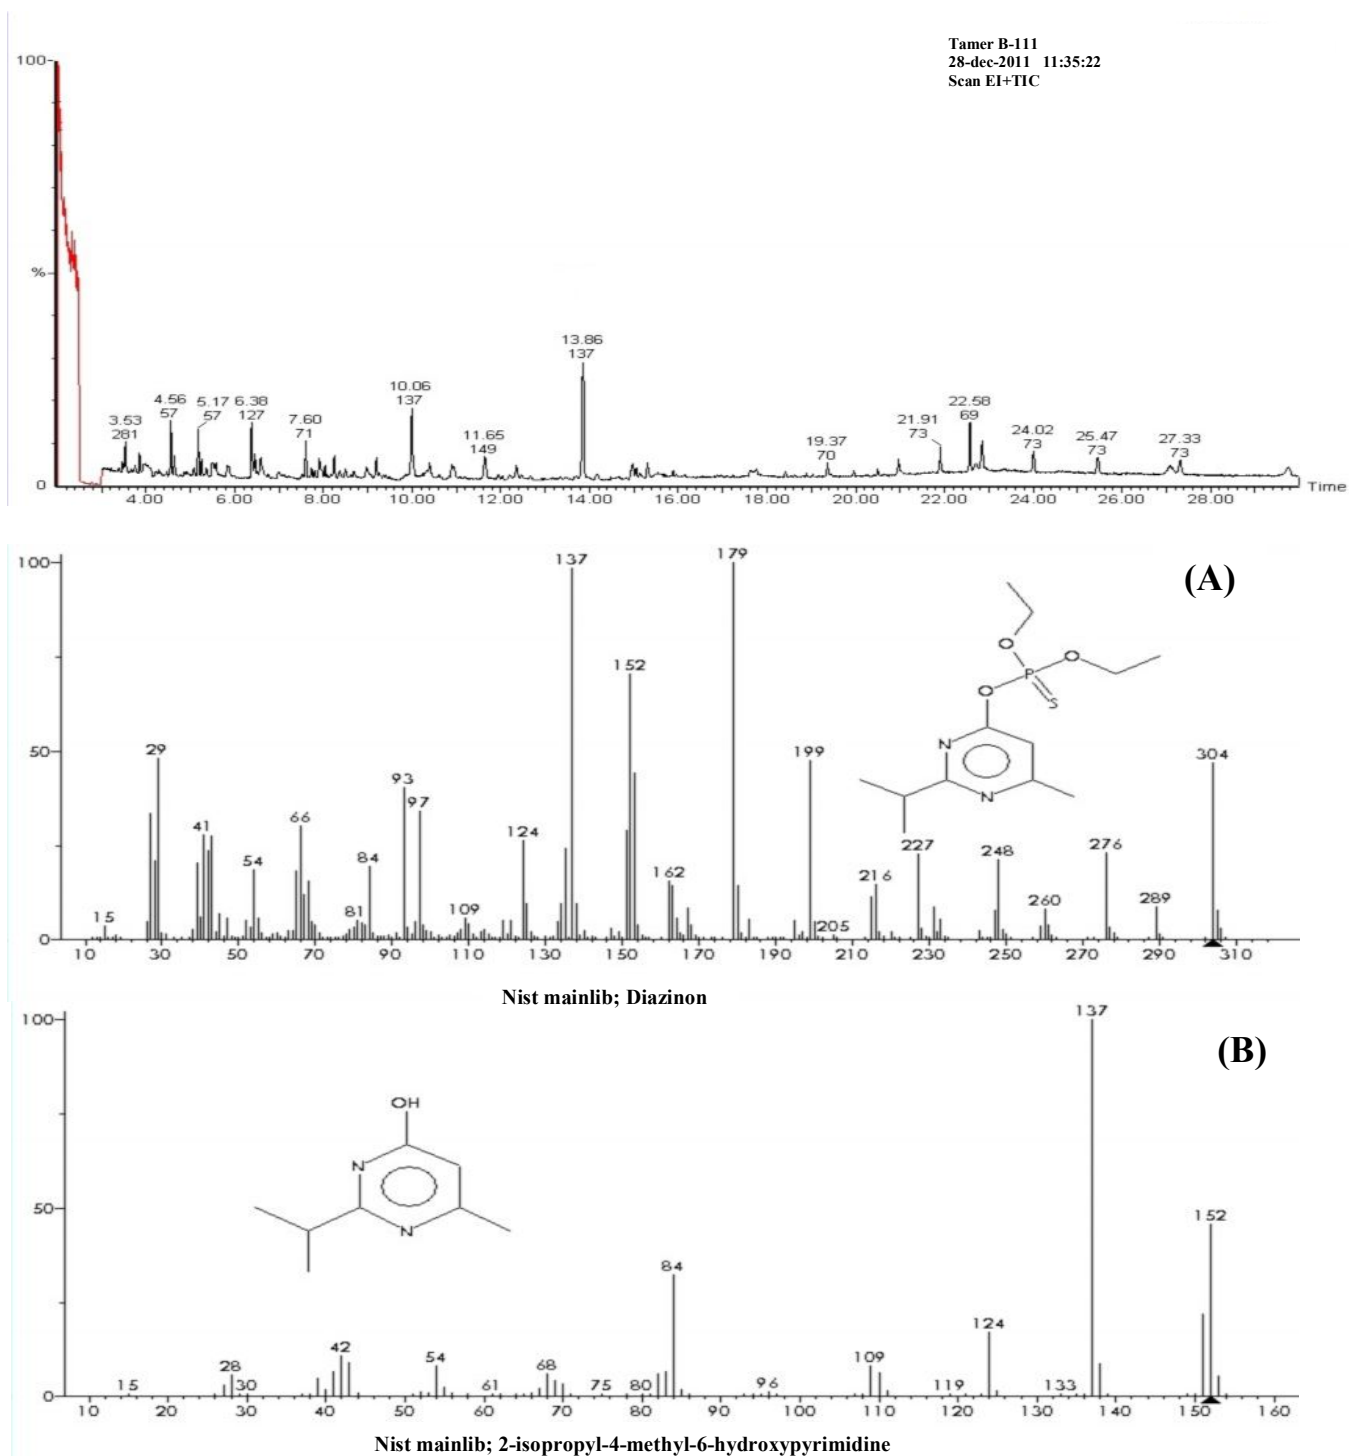 Tamer B-111
28-dec-2011 11:35:22
Scan EI+TIC
100
%
0
3.53
281
4.56
57
5.17
57
6.38
127
7.60
71
10.06
137
11.65
149
13.86
137
19.37
70
21.91
73
22.58
69
24.02
73
25.47
73
27.33
73
4.00 6.00 8.00 10.00 12.00 14.00 16.00 18.00 20.00 22.00 24.00 26.00 28.00
Time
(A)
100
50
0
15 29 41 54 66 81 84 93 97 109 124 137 152 162 179 199 205 216 227 248 260 276 289 304
O
O
P
O
S
N
N
10 30 50 70 90 110 130 150 170 190 210 230 250 270 290 310
Nist mainlib; Diazinon
(B)
100
50
0
OH
N
N
15 28 30 42 54 61 68 75 80 84 96 109 119 124 133 137 152
10 20 30 40 50 60 70 80 90 100 110 120 130 140 150 160
Nist mainlib; 2-isopropyl-4-methyl-6-hydroxypyrimidine